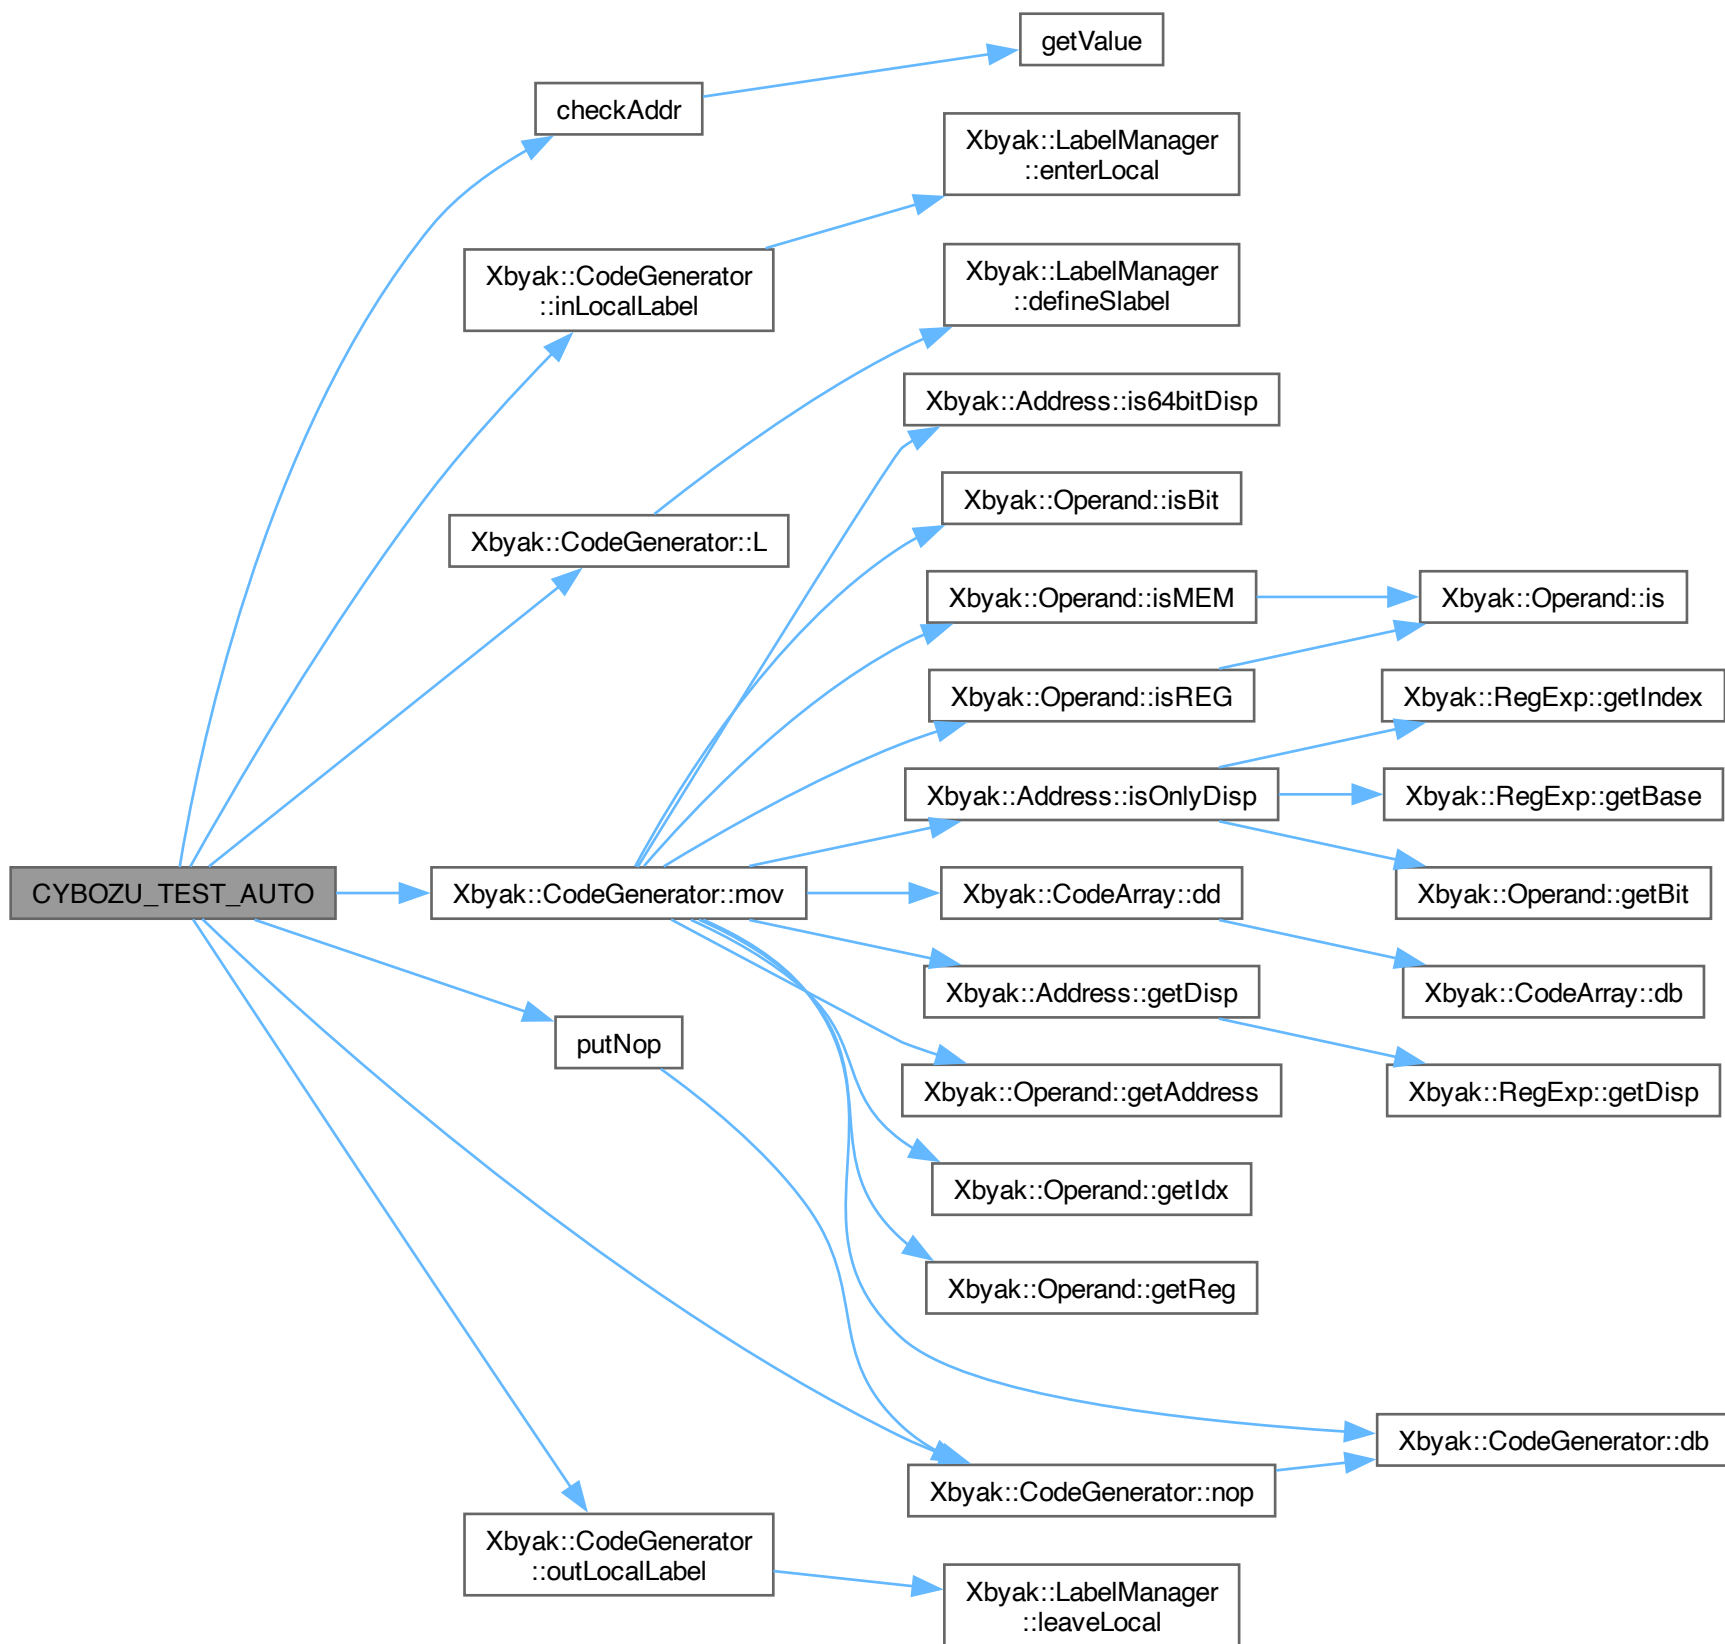 getValue
checkAddr
Xbyak::LabelManager
::enterLocal
Xbyak::CodeGenerator
::inLocalLabel
Xbyak::LabelManager
::defineSlabel
Xbyak::Address::is64bitDisp
Xbyak::Operand::isBit
Xbyak::CodeGenerator::L
Xbyak::Operand::isMEM
Xbyak::Operand::is
Xbyak::Operand::isREG
Xbyak::RegExp::getIndex
Xbyak::Address::isOnlyDisp
Xbyak::RegExp::getBase
CYBOZU_TEST_AUTO
Xbyak::CodeGenerator::mov
Xbyak::CodeArray::dd
Xbyak::Operand::getBit
Xbyak::Address::getDisp
Xbyak::CodeArray::db
putNop
Xbyak::Operand::getAddress
Xbyak::RegExp::getDisp
Xbyak::Operand::getIdx
Xbyak::Operand::getReg
Xbyak::CodeGenerator::db
Xbyak::CodeGenerator::nop
Xbyak::CodeGenerator
::outLocalLabel
Xbyak::LabelManager
::leaveLocal